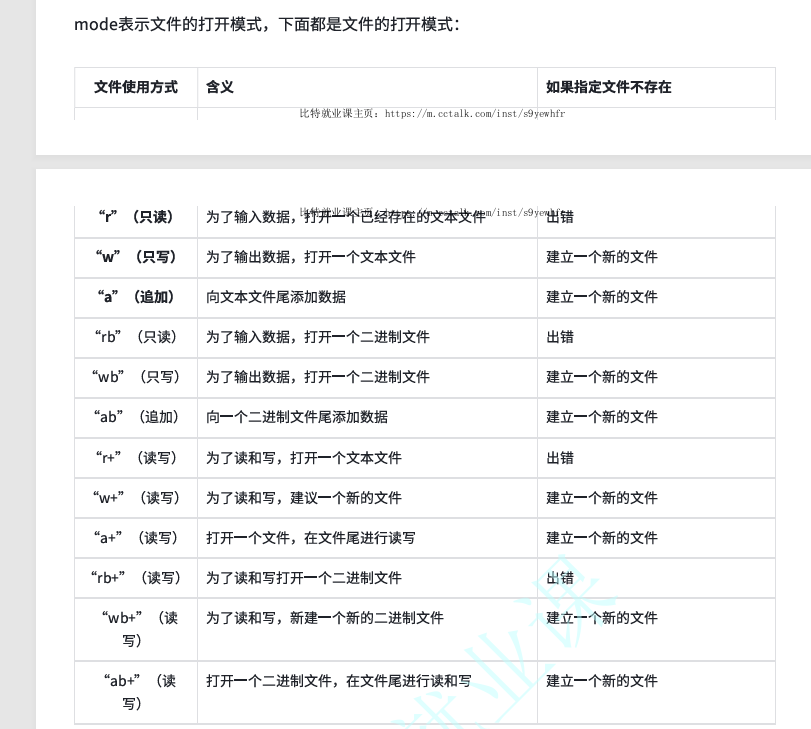 mode表示文件的打开模式，下面都是文件的打开模式：
文件使用方式 含义 如果指定文件不存在
比特就业课主页：https://m.cctalk.com/inst/s9yewhfr
比特就业课主页：https://m.cctalk.com/inst/s9yewhfr
“r”（只读） 为了输入数据，打开一个已经存在的文本文件 出错
“w”（只写） 为了输出数据，打开一个文本文件 建立一个新的文件
“a”（追加） 向文本文件尾添加数据 建立一个新的文件
“rb”（只读） 为了输入数据，打开一个二进制文件 出错
“wb”（只写） 为了输出数据，打开一个二进制文件 建立一个新的文件
“ab”（追加） 向一个二进制文件尾添加数据 建立一个新的文件
“r+”（读写） 为了读和写，打开一个文本文件 出错
“w+”（读写） 为了读和写，建议一个新的文件 建立一个新的文件
“a+”（读写） 打开一个文件，在文件尾进行读写 建立一个新的文件
“rb+”（读写） 为了读和写打开一个二进制文件 出错
“wb+”（读 为了读和写，新建一个新的二进制文件 建立一个新的文件
写）
“ab+”（读 打开一个二进制文件，在文件尾进行读和写 建立一个新的文件
写）
就业课